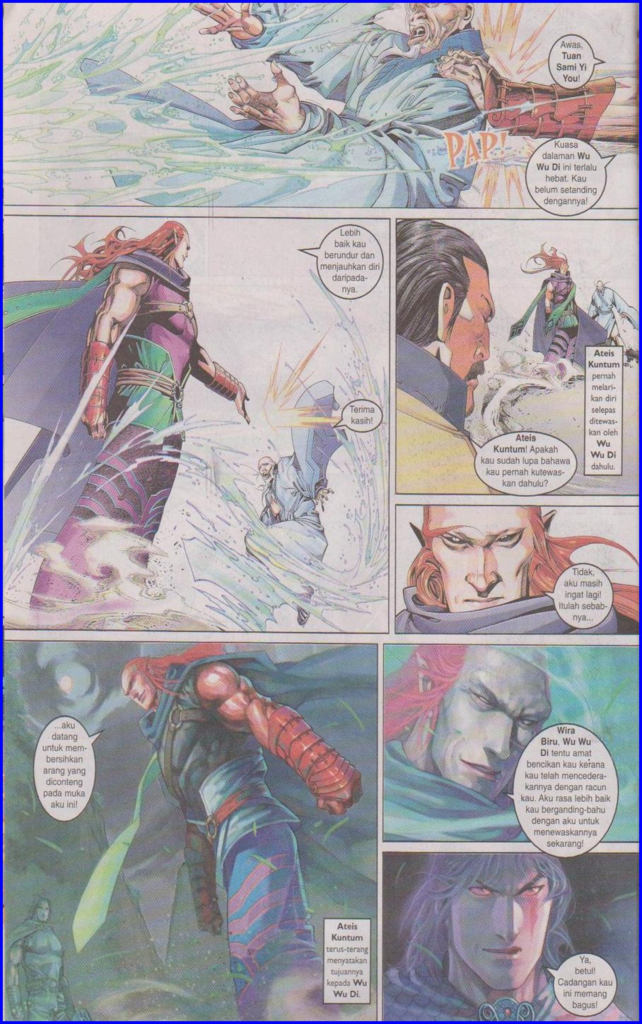 Awas,
Tuan
Sami Yi
You!
PAP!
Kuasa
dalaman Wu
Wu Di ini terlalu
hebat. Kau
belum setanding
dengannya!
Lebih
baik kau
berundur dan
menjauhkan diri
daripada-
nya.
Terima
kasih!
Ateis
Kuntum
pernah
melari-
kan diri
selepas
ditewas-
kan oleh
Wu
Wu Di
dahulu.
Ateis
Kuntum! Apakah
kau sudah lupa bahawa
kau pernah kutewas-
kan dahulu?
Tidak,
aku masih
ingat lagi!
Itulah sebab-
nya...
...aku
datang
untuk mem-
bersihkan
arang yang
diconteng
pada muka
aku ini!
Ateis
Kuntum
terus-terang
menyatakan
tujuannya
kepada Wu
Wu Di.
Wira
Biru, Wu Wu
Di tentu amat
bencikan kau kerana
kau telah mencedera-
kannya dengan racun
kau. Aku rasa lebih baik
kau berganding-bahu
dengan aku untuk
menewaskannya
sekarang!
Ya,
betul!
Cadangan kau
ini memang
bagus!